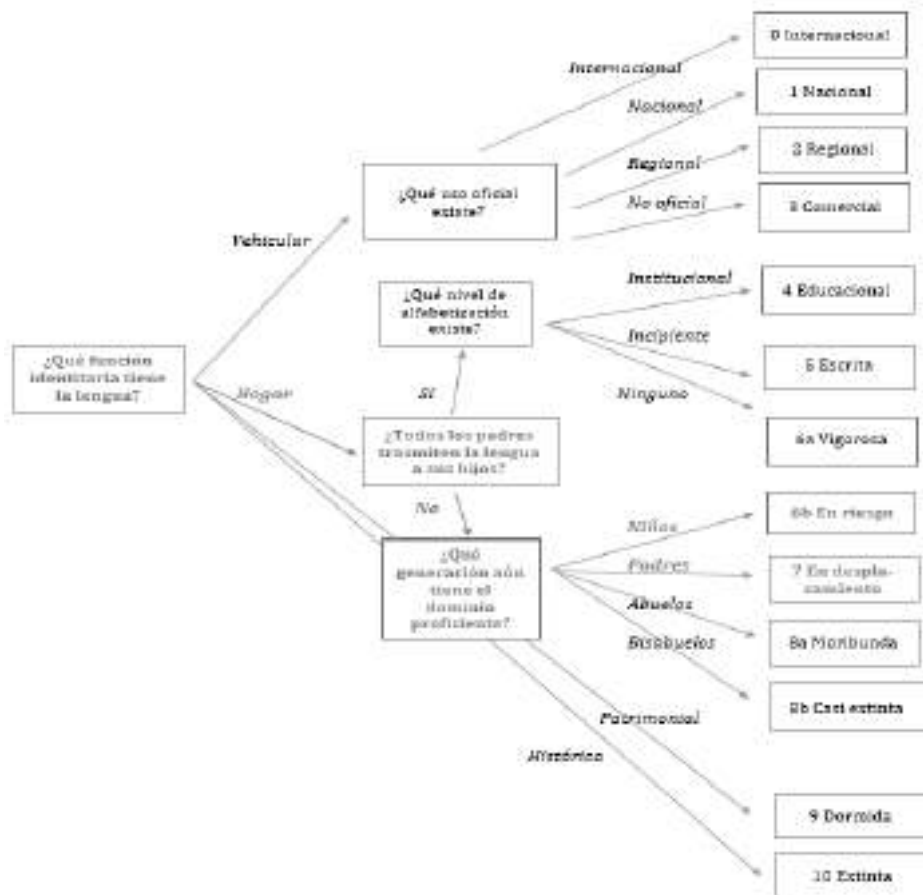 0 Internacional
Internacional
1 Nacional
Nacional
2 Regional
Regional
¿Qué uso oficial
existe?
No oficial
3 Comercial
Vehicular
Institucional
4 Educacional
¿Qué nivel de
alfabetización
existe?
Incipiente
5 Escrita
¿Qué función
identitaria tiene
la lengua?
Hogar
Sí
Ninguno
6a Vigorosa
¿Todos los padres
trasmiten la lengua
a sus hijos?
No
Niños
6b En riesgo
¿Qué
generación aún
tiene el
dominio
proficiente?
Padres
7 En despla-
zamiento
Abuelos
8a Moribunda
Bisabuelos
8b Casi extinta
Patrimonial
Histórica
9 Dormida
10 Extinta